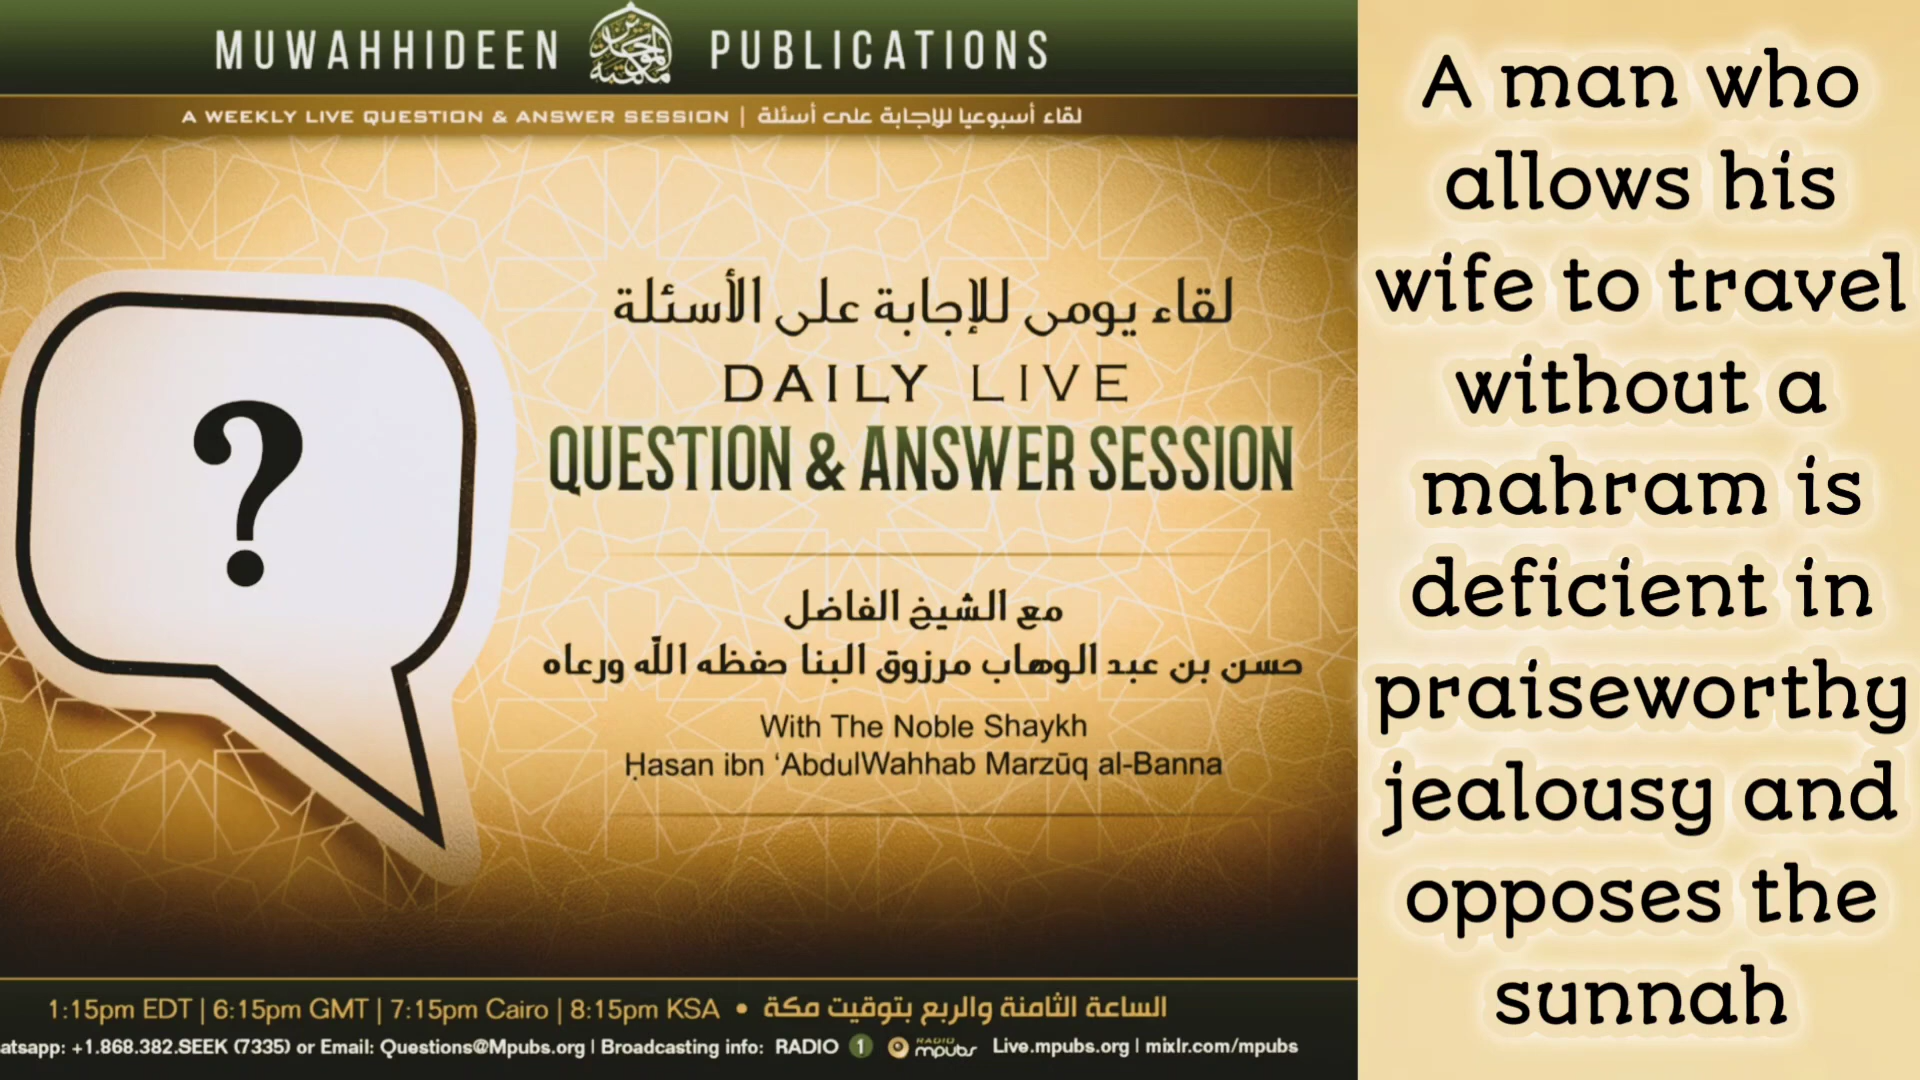 MUWAHHIDEEN PUBLICATIONS
A WEEKLY LIVE QUESTION & ANSWER SESSION | لقاء أسبوعيا للإجابة على أسئلة
?
لقاء يومى للإجابة على الأسئلة
DAILY LIVE
QUESTION & ANSWER SESSION
مع الشيخ الفاضل
حسن بن عبد الوهاب مرزوق البنا حفظه اللّه ورعاه
With The Noble Shaykh
Ḥasan ibn ‘AbdulWahhab Marzūq al-Banna
1:15pm EDT | 6:15pm GMT | 7:15pm Cairo | 8:15pm KSA • الساعة الثامنة والربع بتوقيت مكة
atsapp: +1.868.382.SEEK (7335) or Email: Questions@Mpubs.org | Broadcasting info: RADIO 1 RADIO mpubs Live.mpubs.org | mixlr.com/mpubs
A man who
allows his
wife to travel
without a
mahram is
deficient in
praiseworthy
jealousy and
opposes the
sunnah